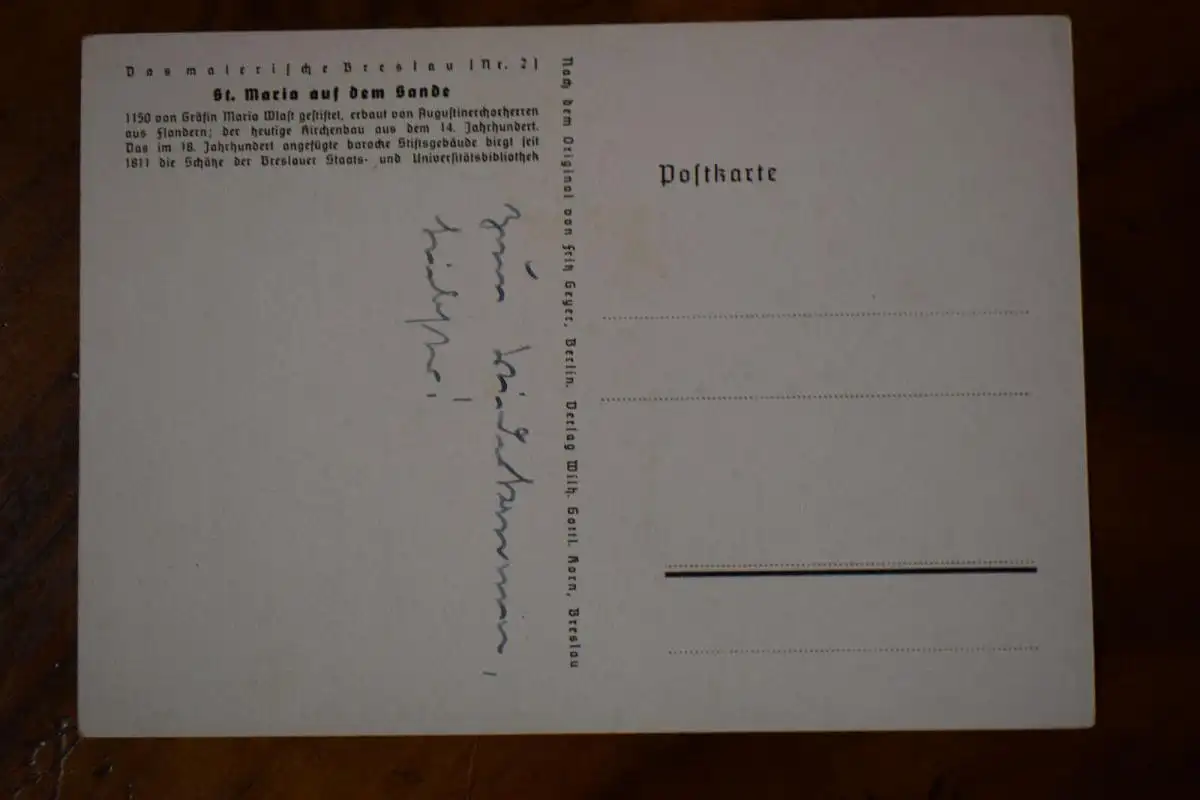 Das malerische Breslau (Nr. 2)
St. Maria auf dem Sande
1150 von Gräfin Maria Wlast gestiftet, erbaut von Augustinerchorherren
aus Flandern; der heutige Kirchenbau aus dem 14. Jahrhundert.
Das im 18. Jahrhundert angefügte barocke Stiftsgebäude birgt seit
1811 die Schätze der Breslauer Staats- und Universitätsbibliothek
Nach dem Original von Fritz Geyer, Berlin. Verlag Wilh. Gottl. Korn, Breslau
Postkarte